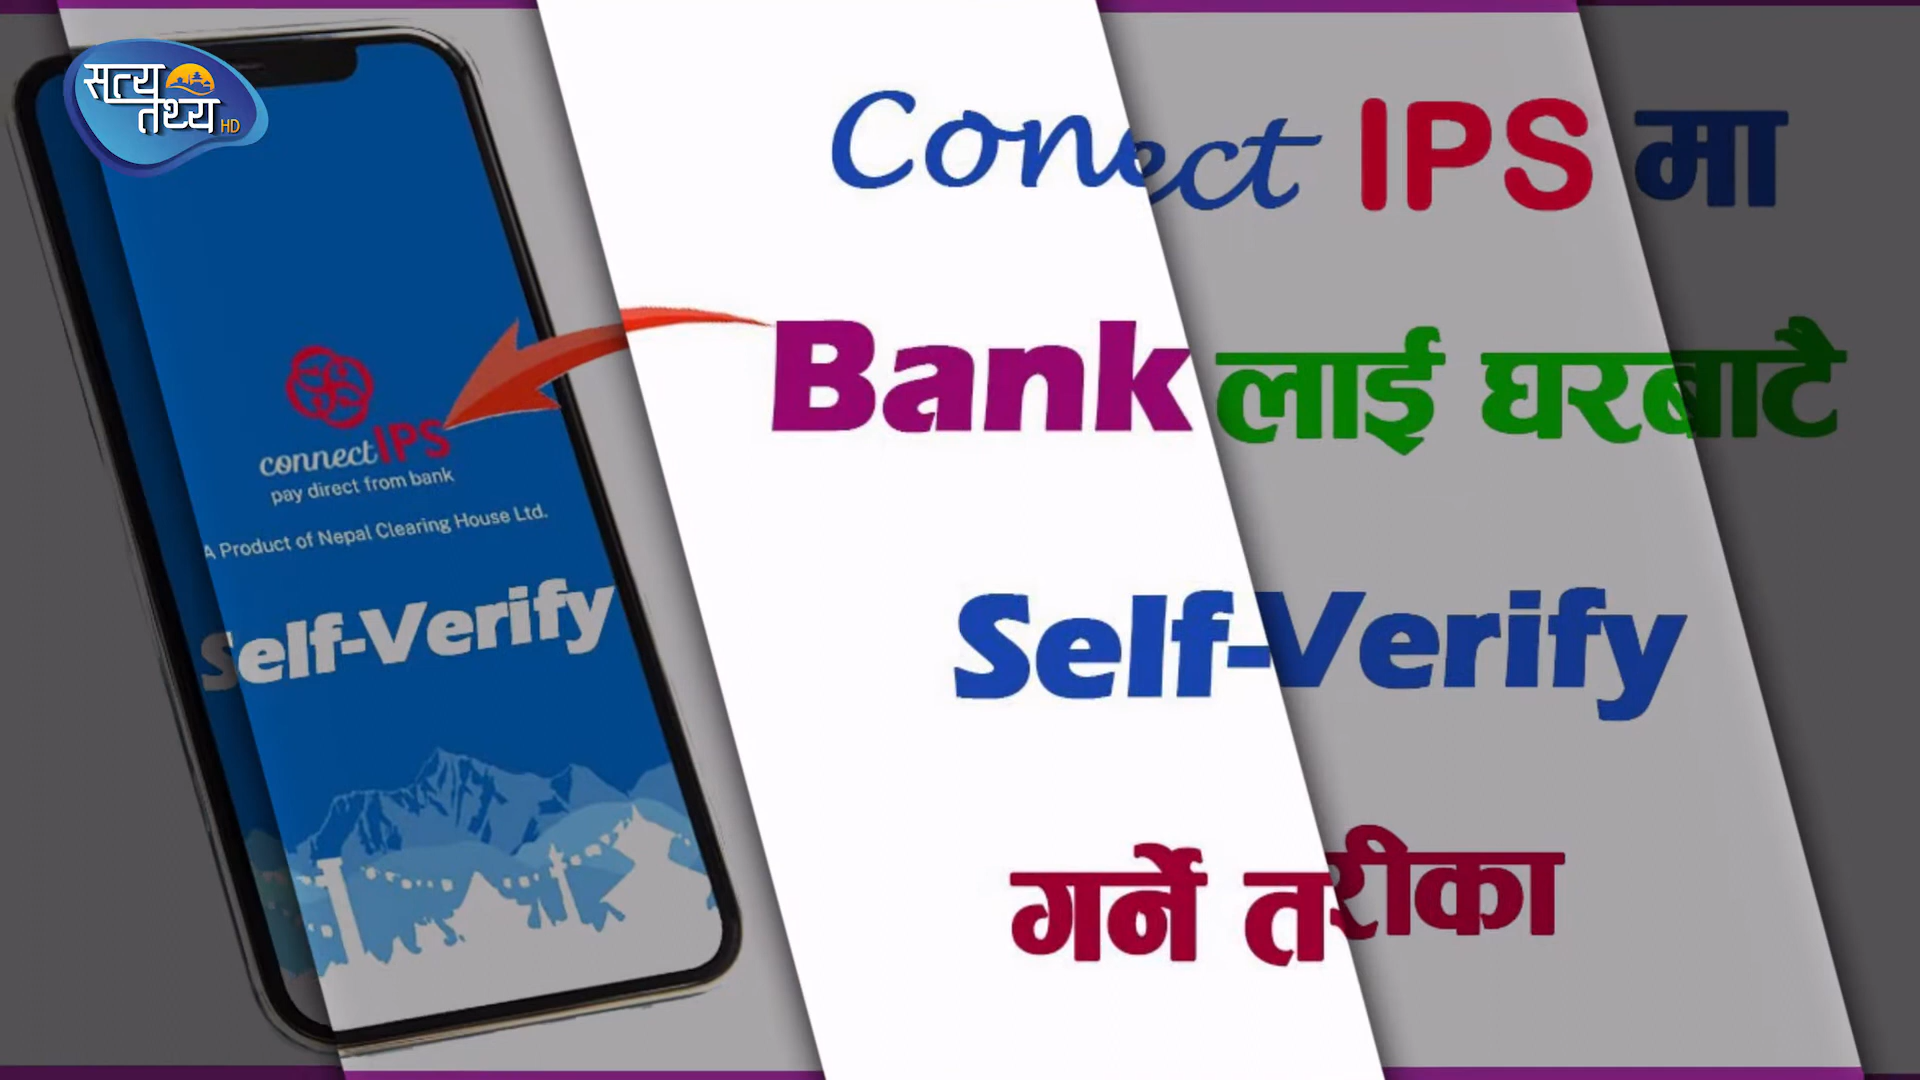 सत्य
तथ्य HD
Conect IPS मा
Bank लाई घरबाटै
Self-Verify
गर्ने तरीका
connectIPS
pay direct from bank
A Product of Nepal Clearing House Ltd.
Self-Verify